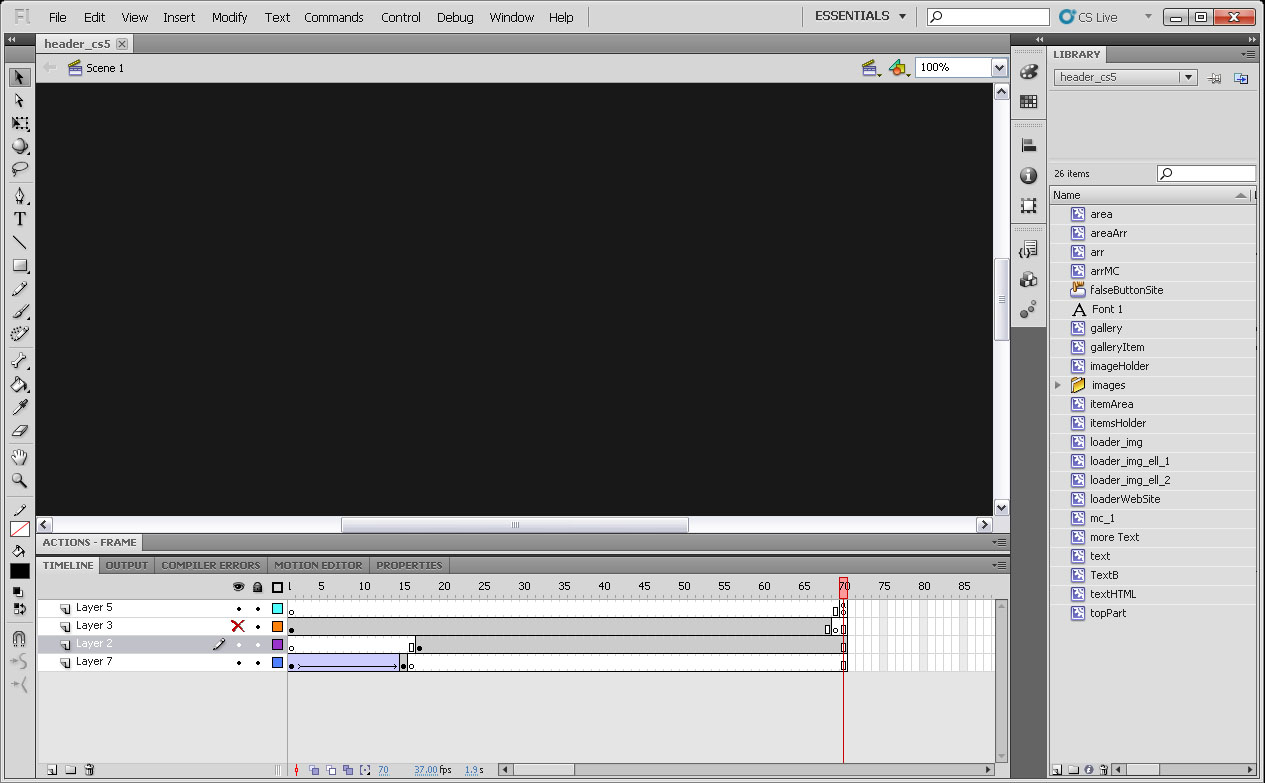 Fl File Edit View Insert Modify Text Commands Control Debug Window Help ESSENTIALS CS Live
header_cs5
Scene 1 100%
LIBRARY
header_cs5
26 items
Name
area
areaArr
arr
arrMC
falseButtonSite
Font 1
gallery
galleryItem
imageHolder
images
itemArea
itemsHolder
loader_img
loader_img_ell_1
loader_img_ell_2
loaderWebSite
mc_1
more Text
text
TextB
textHTML
topPart
ACTIONS - FRAME
TIMELINE OUTPUT COMPILER ERRORS MOTION EDITOR PROPERTIES
1 5 10 15 20 25 30 35 40 45 50 55 60 65 70 75 80 85
Layer 5
Layer 3
Layer 2
Layer 7
70 37.00 fps 1.9 s